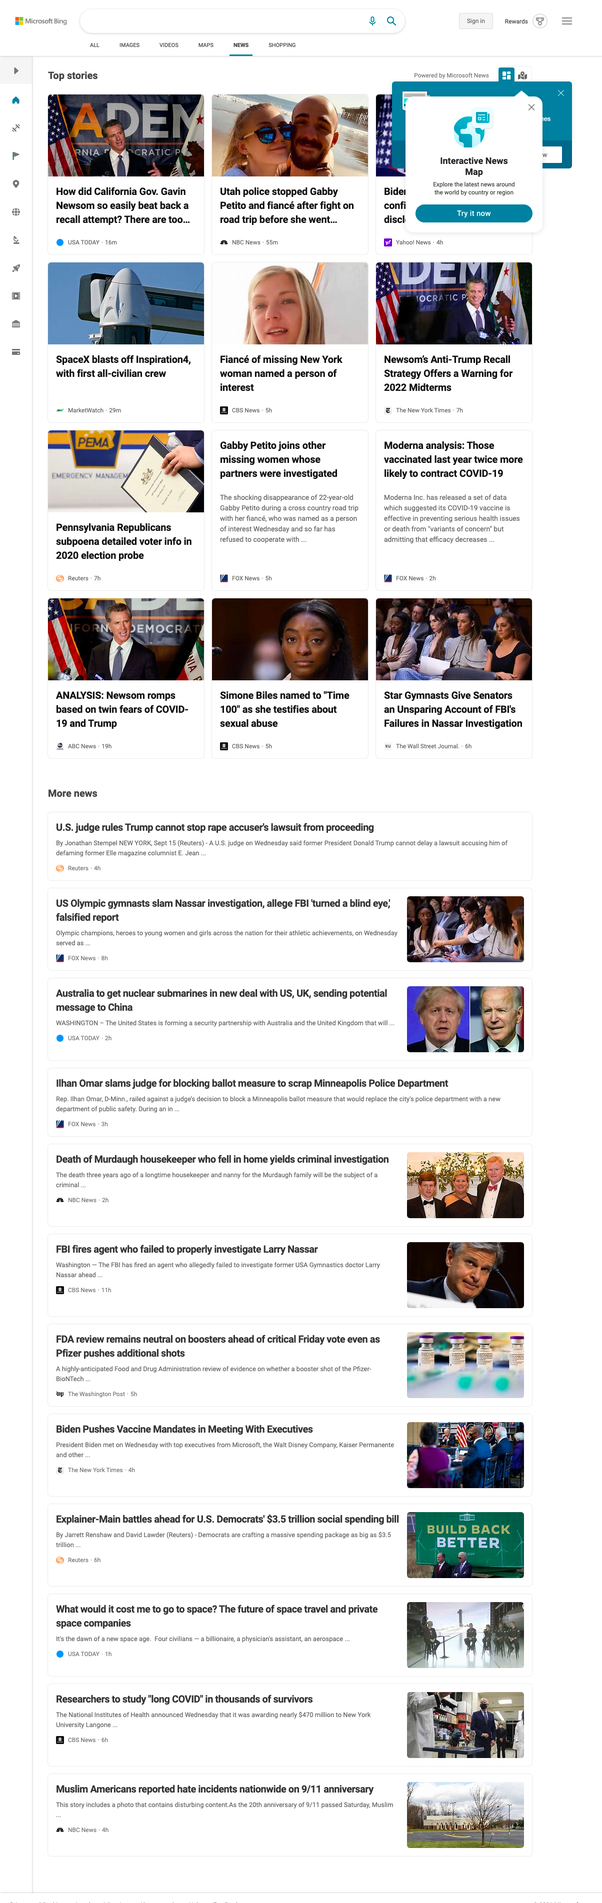 Microsoft Bing
Sign in
Rewards
ALL
IMAGES
VIDEOS
MAPS
NEWS
SHOPPING
Top stories
Powered by Microsoft News
Interactive News
Map
Explore the latest news around
the world by country or region
Try it now
How did California Gov. Gavin
Newsom so easily beat back a
recall attempt? There are too...
USA TODAY · 16m
Utah police stopped Gabby
Petito and fiancé after fight on
road trip before she went...
NBC News · 55m
Biden
confi
discl
Yahoo! News · 4h
SpaceX blasts off Inspiration4,
with first all-civilian crew
MarketWatch · 29m
Fiancé of missing New York
woman named a person of
interest
CBS News · 5h
Newsom's Anti-Trump Recall
Strategy Offers a Warning for
2022 Midterms
The New York Times · 7h
PEMA
EMERGENCY MANAGEM
Pennsylvania Republicans
subpoena detailed voter info in
2020 election probe
Reuters · 7h
Gabby Petito joins other
missing women whose
partners were investigated
The shocking disappearance of 22-year-old
Gabby Petito during a cross country road trip
with her fiancé, who was named as a person
of interest Wednesday and so far has
refused to cooperate with ...
FOX News · 5h
Moderna analysis: Those
vaccinated last year twice more
likely to contract COVID-19
Moderna Inc. has released a set of data
which suggested its COVID-19 vaccine is
effective in preventing serious health issues
or death from "variants of concern" but
admitting that efficacy decreases ...
FOX News · 2h
ANALYSIS: Newsom romps
based on twin fears of COVID-
19 and Trump
ABC News · 19h
Simone Biles named to "Time
100" as she testifies about
sexual abuse
CBS News · 5h
Star Gymnasts Give Senators
an Unsparing Account of FBI's
Failures in Nassar Investigation
The Wall Street Journal · 6h
More news
U.S. judge rules Trump cannot stop rape accuser's lawsuit from proceeding
By Jonathan Stempel NEW YORK, Sept 15 (Reuters) - A U.S. judge on Wednesday said former President Donald Trump cannot delay a lawsuit accusing him of
defaming former Elle magazine columnist E. Jean ...
Reuters · 4h
US Olympic gymnasts slam Nassar investigation, allege FBI 'turned a blind eye,'
falsified report
Olympic champions, heroes to young women and girls across the nation for their athletic achievements, on Wednesday
served as ...
FOX News · 8h
Australia to get nuclear submarines in new deal with US, UK, sending potential
message to China
WASHINGTON – The United States is forming a security partnership with Australia and the United Kingdom that will ...
USA TODAY · 2h
Ilhan Omar slams judge for blocking ballot measure to scrap Minneapolis Police Department
Rep. Ilhan Omar, D-Minn., railed against a judge's decision to block a Minneapolis ballot measure that would replace the city's police department with a new
department of public safety. During an in ...
FOX News · 3h
Death of Murdaugh housekeeper who fell in home yields criminal investigation
The death three years ago of a longtime housekeeper and nanny for the Murdaugh family will be the subject of a
criminal ...
NBC News · 2h
FBI fires agent who failed to properly investigate Larry Nassar
Washington — The FBI has fired an agent who allegedly failed to investigate former USA Gymnastics doctor Larry
Nassar ahead ...
CBS News · 11h
FDA review remains neutral on boosters ahead of critical Friday vote even as
Pfizer pushes additional shots
A highly-anticipated Food and Drug Administration review of evidence on whether a booster shot of the Pfizer-
BioNTech ...
The Washington Post · 5h
Biden Pushes Vaccine Mandates in Meeting With Executives
President Biden met on Wednesday with top executives from Microsoft, the Walt Disney Company, Kaiser Permanente
and other ...
The New York Times · 4h
Explainer-Main battles ahead for U.S. Democrats' $3.5 trillion social spending bill
By Jarrett Renshaw and David Lawder (Reuters) - Democrats are crafting a massive spending package as big as $3.5
trillion ...
Reuters · 6h
BUILD BACK
BETTER
What would it cost me to go to space? The future of space travel and private
space companies
It's the dawn of a new space age. Four civilians — a billionaire, a physician's assistant, an aerospace ...
USA TODAY · 1h
Researchers to study "long COVID" in thousands of survivors
The National Institutes of Health announced Wednesday that it was awarding nearly $470 million to New York
University Langone ...
CBS News · 6h
Muslim Americans reported hate incidents nationwide on 9/11 anniversary
This story includes a photo that contains disturbing content.As the 20th anniversary of 9/11 passed Saturday, Muslim
...
NBC News · 4h